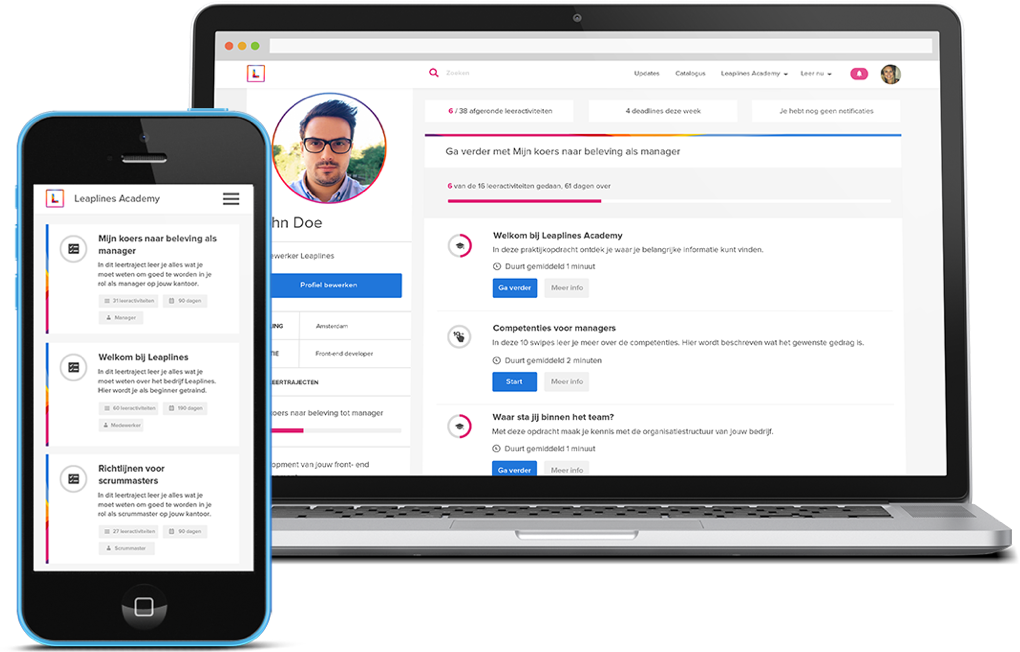 L
Leaplines Academy
Mijn koers naar beleving als
manager
In dit leertraject leer je alles wat je
moet weten om goed te worden in je
rol als manager op jouw kantoor.
21 leeractiviteiten
90 dagen
Manager
Welkom bij Leaplines
In dit leertraject leer je alles wat je
moet weten over het bedrijf Leaplines.
Hier wordt je als beginner getraind.
60 leeractiviteiten
190 dagen
Medewerker
Richtlijnen voor
scrummasters
In dit leertraject leer je alles wat je
moet weten om goed te worden in je
rol als scrummaster op jouw kantoor.
27 leeractiviteiten
90 dagen
Scrummaster
L
Zoeken
Updates
Catalogus
Leaplines Academy
Leer nu
hn Doe
ewerker Leaplines
Profiel bewerken
ING
Amsterdam
IE
Front-end developer
EERTRAJECTEN
oers naar beleving tot manager
opment van jouw front- end
6 / 38 afgeronde leeractiviteiten
4 deadlines deze week
Je hebt nog geen notificaties
Ga verder met Mijn koers naar beleving als manager
6 van de 16 leeractiviteiten gedaan, 61 dagen over
Welkom bij Leaplines Academy
In deze praktijkopdracht ontdek je waar je belangrijke informatie kunt vinden.
Duurt gemiddeld 1 minuut
Ga verder
Meer info
Competenties voor managers
In deze 10 swipes leer je meer over de competenties. Hier wordt beschreven wat het gewenste gedrag is.
Duurt gemiddeld 2 minuten
Start
Meer info
Waar sta jij binnen het team?
Met deze opdracht maak je kennis met de organisatiestructuur van jouw bedrijf.
Duurt gemiddeld 1 minuut
Ga verder
Meer info